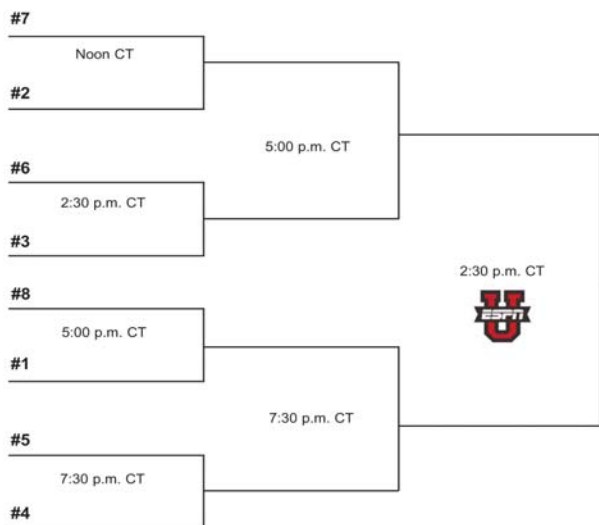 #7
Noon CT
#2
5:00 p.m. CT
#6
2:30 p.m. CT
#3
2:30 p.m. CT
#8
U
ESPN
5:00 p.m. CT
#1
7:30 p.m. CT
#5
7:30 p.m. CT
#4